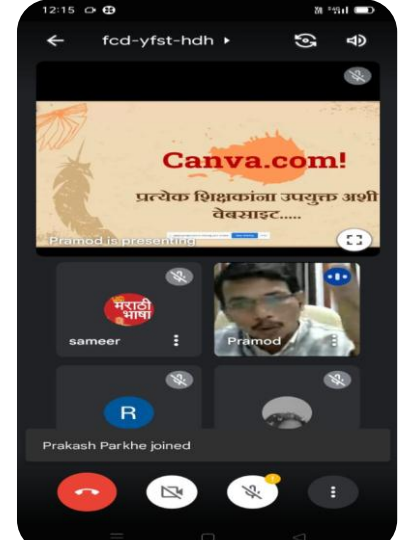 12:15
fcd-yfst-hdh
Canva.com!
प्रत्येक शिक्षकांना उपयुक्त अशी
वेबसाइट.....
Pramod is presenting
मराठी
भाषा
sameer
Pramod
R
Prakash Parkhe joined